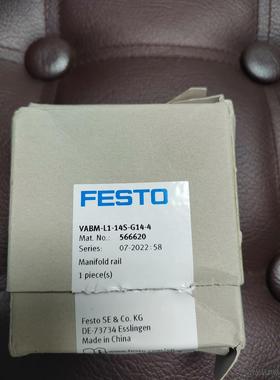 FESTO
VABM-L1-14S-G14-4
Mat. No.: 566620
Series: 07-2022:58
Manifold rail
1 piece(s)
Festo SE & Co. KG
DE-73734 Esslingen
Made in China